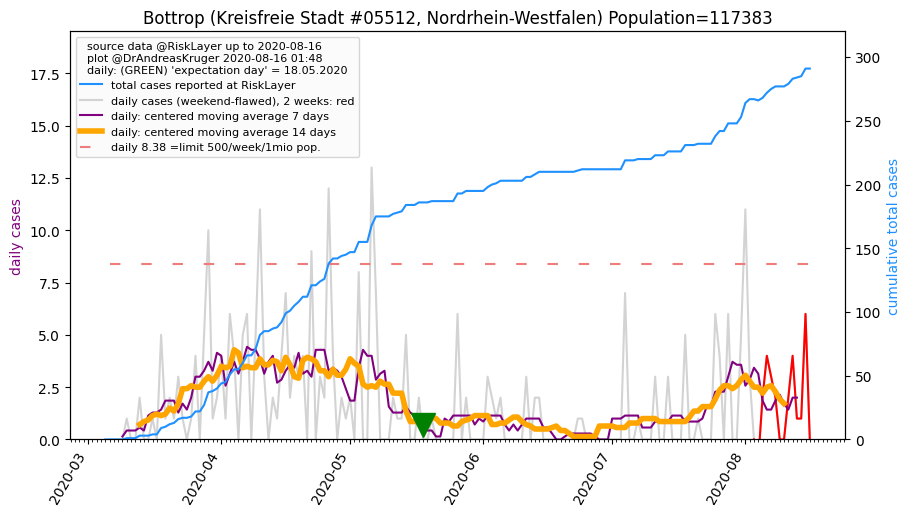 Bottrop (Kreisfreie Stadt #05512, Nordrhein-Westfalen) Population=117383
source data @RiskLayer up to 2020-08-16
plot @DrAndreasKruger 2020-08-16 01:48
daily: (GREEN) 'expectation day' = 18.05.2020
total cases reported at RiskLayer
daily cases (weekend-flawed), 2 weeks: red
daily: centered moving average 7 days
daily: centered moving average 14 days
daily 8.38 =limit 500/week/1mio pop.
daily cases
17.5
15.0
12.5
10.0
7.5
5.0
2.5
0.0
300
250
200
150
100
50
0
cumulative total cases
2020-03
2020-04
2020-05
2020-06
2020-07
2020-08